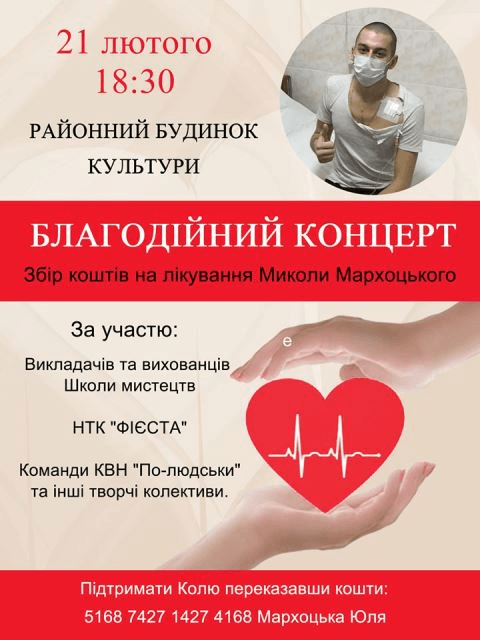 21 лютого
18:30
РАЙОННИЙ БУДИНОК
КУЛЬТУРИ
БЛАГОДІЙНИЙ КОНЦЕРТ
Збір коштів на лікування Миколи Мархоцького
За участю:
е
Викладачів та вихованців
Школи мистецтв
НТК "ФІЄСТА"
Команди КВН "По-людськи"
та інші творчі колективи.
Підтримати Колю переказавши кошти:
5168 7427 1427 4168 Мархоцька Юля